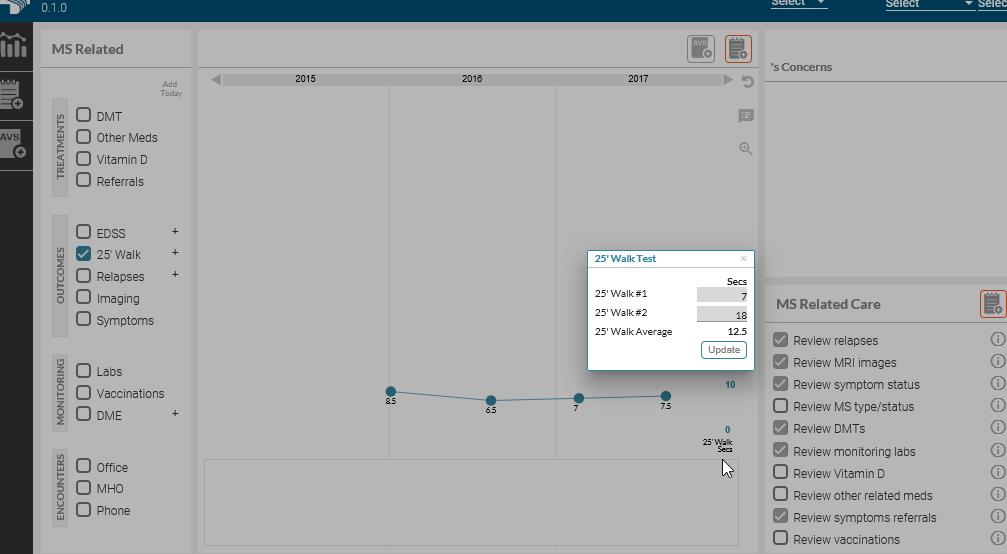 0.1.0
Select
Select
Select
AVS
MS Related
Add
Today
TREATMENTS
DMT
Other Meds
Vitamin D
Referrals
OUTCOMES
EDSS +
25' Walk +
Relapses +
Imaging
Symptoms
MONITORING
Labs
Vaccinations
DME +
ENCOUNTERS
Office
MHO
Phone
AVS
2015 2016 2017
8.5
6.5
7
7.5
10
0
25' Walk
Secs
25' Walk Test ×
Secs
25' Walk #1 7
25' Walk #2 18
25' Walk Average 12.5
Update
's Concerns
MS Related Care
Review relapses
Review MRI images
Review symptom status
Review MS type/status
Review DMTs
Review monitoring labs
Review Vitamin D
Review other related meds
Review symptoms referrals
Review vaccinations